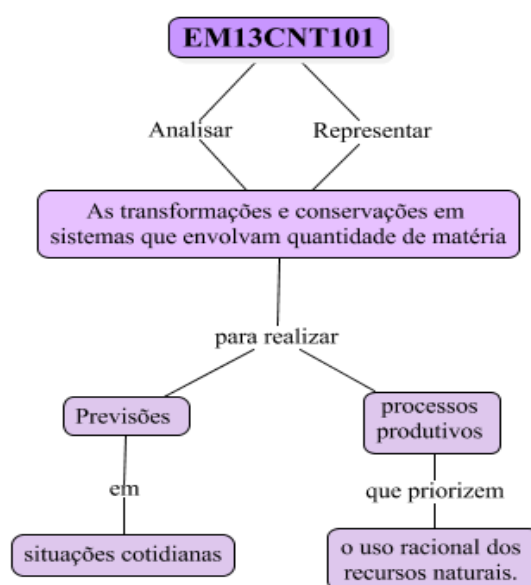 EM13CNT101
Analisar
Representar
As transformações e conservações em
sistemas que envolvam quantidade de matéria
para realizar
Previsões
processos
produtivos
em
que priorizem
situações cotidianas
o uso racional dos
recursos naturais.